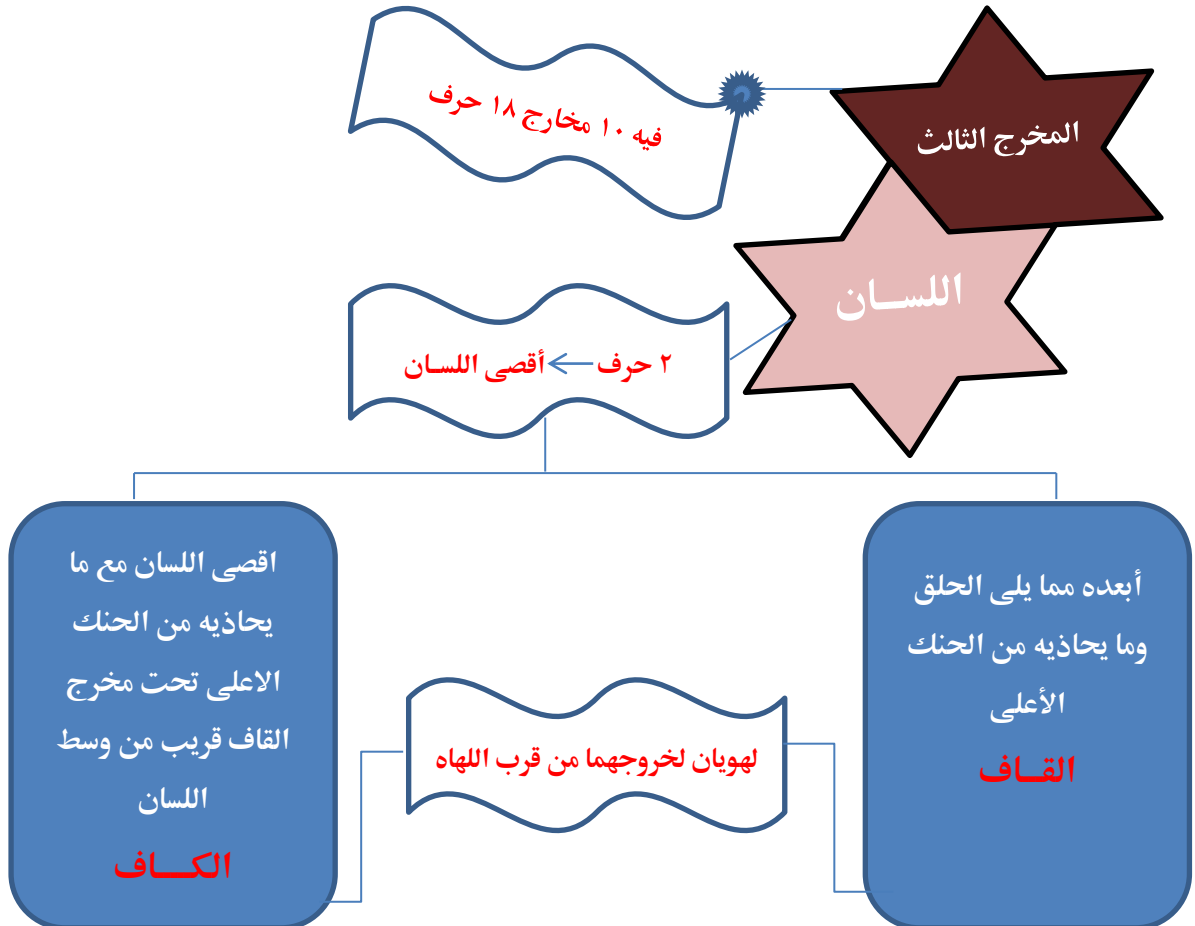 المخرج الثالث
فيه ١٠ مخارج ١٨ حرف
اللســان
٢ حرف ← أقصى اللسـان
أبعده مما يلى الحلق
وما يحاذيه من الحنك
الأعلى
القــاف
اقصى اللسان مع ما
يحاذيه من الحنك
الاعلى تحت مخرج
القاف قريب من وسط
اللسان
الكـــاف
لهويان لخروجهما من قرب اللهاه